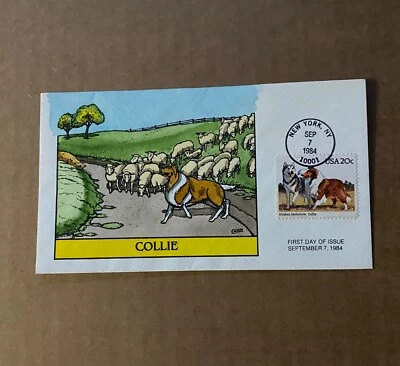 COLLIE
NEW YORK, NY
SEP
7
1984
10001
USA 20c
Alaskan Malamute Collie
FIRST DAY OF ISSUE
SEPTEMBER 7, 1984